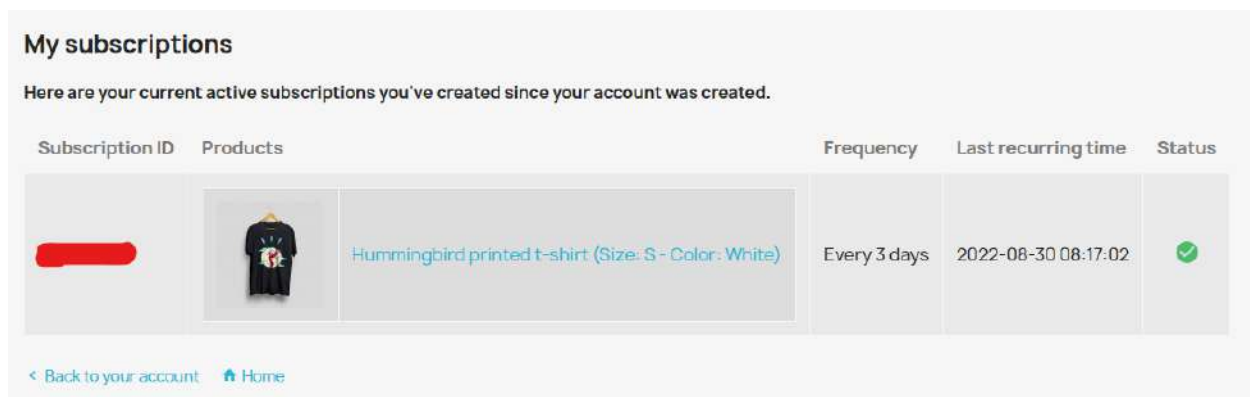 My subscriptions
Here are your current active subscriptions you've created since your account was created.
Subscription ID Products Frequency Last recurring time Status
Hummingbird printed t-shirt (Size: S - Color: White) Every 3 days 2022-08-30 08:17:02
< Back to your account Home